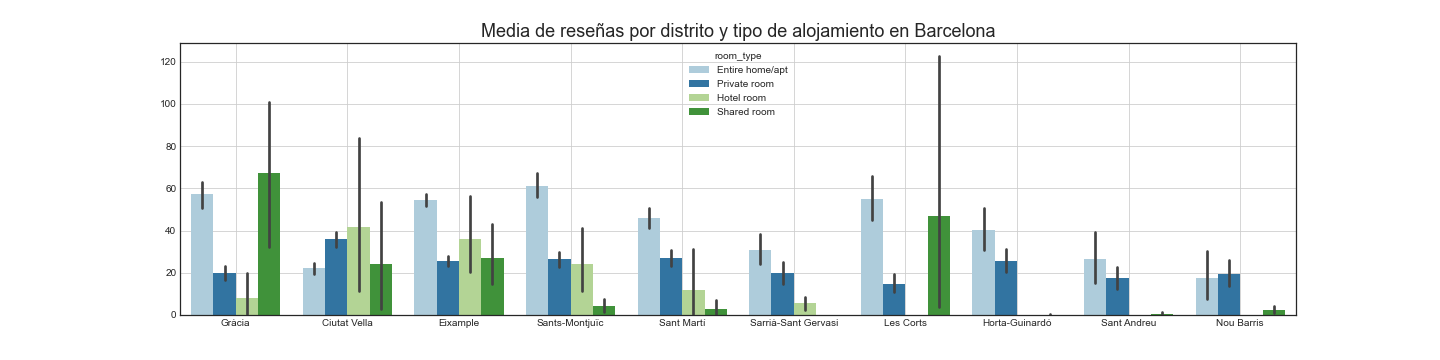 Media de reseñas por distrito y tipo de alojamiento en Barcelona
room_type
Entire home/apt
Private room
Hotel room
Shared room
120
100
80
60
40
20
0
Gràcia Ciutat Vella Eixample Sants-Montjuïc Sant Martí Sarrià-Sant Gervasi Les Corts Horta-Guinardó Sant Andreu Nou Barris